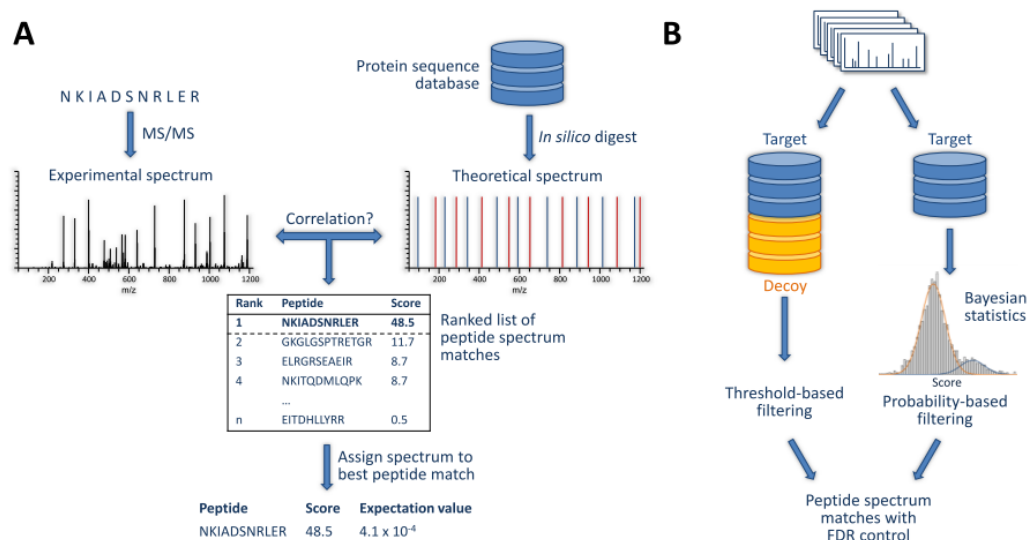 A
NKIADSNRLER
MS/MS
Experimental spectrum
200 400 600 800 1000 1200
m/z
Protein sequence
database
In silico digest
Theoretical spectrum
200 400 600 800 1000 1200
m/z
Correlation?
Rank Peptide Score
1 NKIADSNRLER 48.5
2 GKGLGSPTRETGR 11.7
3 ELRGRSEAEIR 8.7
4 NKITQDMLQPK 8.7
...
n EITDHLLYRR 0.5
Ranked list of
peptide spectrum
matches
Assign spectrum to
best peptide match
Peptide Score Expectation value
NKIADSNRLER 48.5 4.1 x 10⁻⁴
B
Target
Decoy
Target
Bayesian
statistics
Score
Threshold-based
filtering
Probability-based
filtering
Peptide spectrum
matches with
FDR control